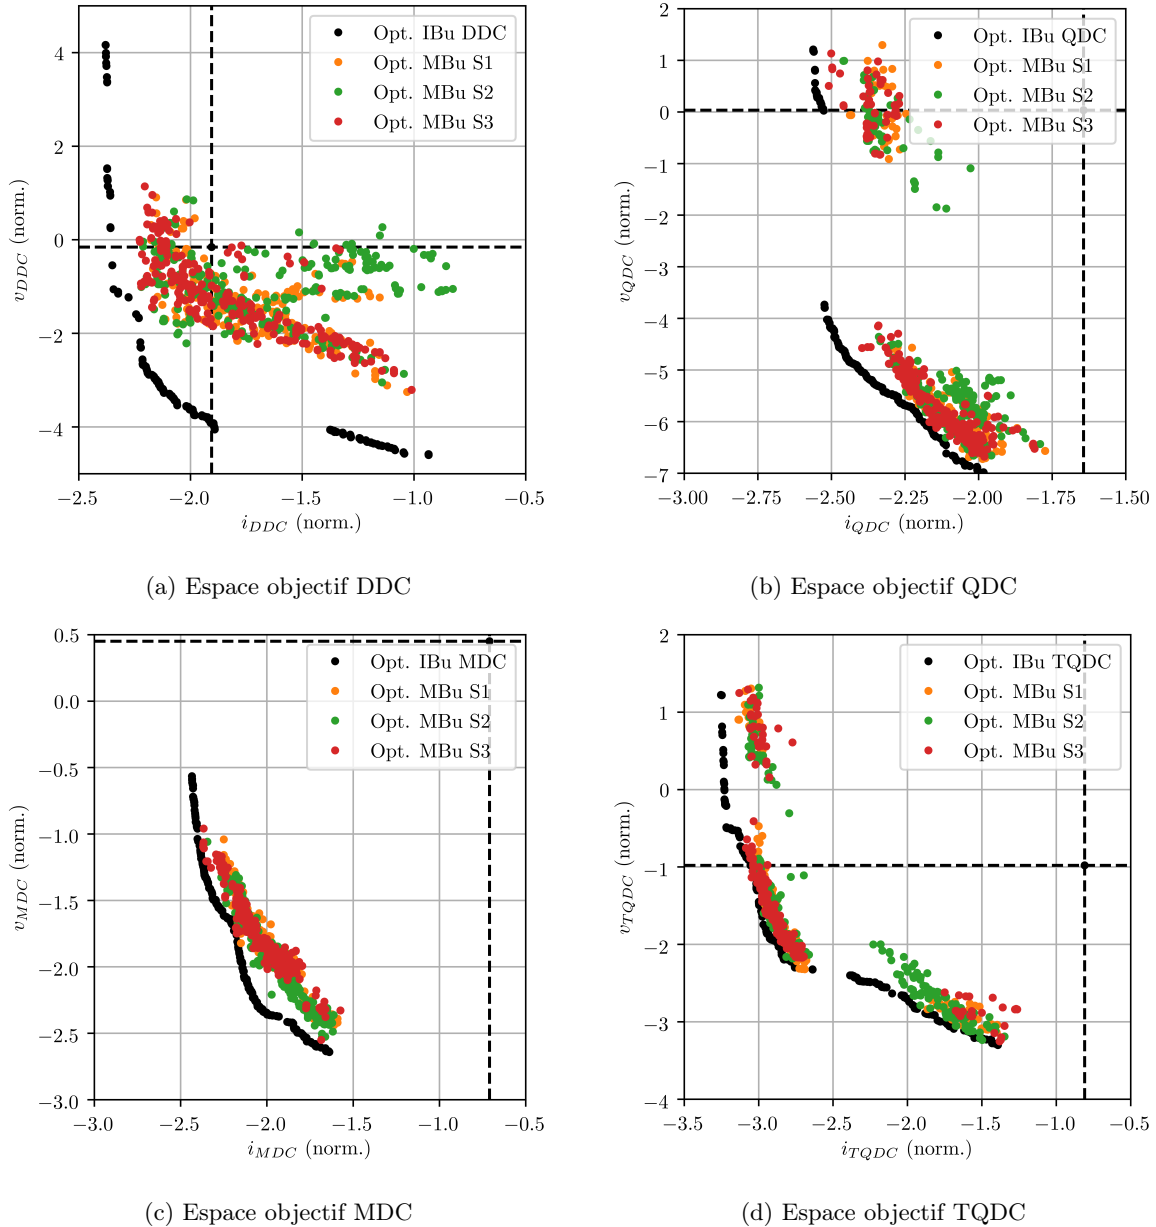 4
2
0
−2
−4
v_DDC (norm.)
−2.5
−2.0
−1.5
−1.0
−0.5
i_DDC (norm.)
Opt. IBu DDC
Opt. MBu S1
Opt. MBu S2
Opt. MBu S3
(a) Espace objectif DDC
2
1
0
−1
−2
−3
−4
−5
−6
−7
v_QDC (norm.)
−3.00
−2.75
−2.50
−2.25
−2.00
−1.75
−1.50
i_QDC (norm.)
Opt. IBu QDC
Opt. MBu S1
Opt. MBu S2
Opt. MBu S3
(b) Espace objectif QDC
0.5
0.0
−0.5
−1.0
−1.5
−2.0
−2.5
−3.0
v_MDC (norm.)
−3.0
−2.5
−2.0
−1.5
−1.0
−0.5
i_MDC (norm.)
Opt. IBu MDC
Opt. MBu S1
Opt. MBu S2
Opt. MBu S3
(c) Espace objectif MDC
2
1
0
−1
−2
−3
−4
v_TQDC (norm.)
−3.5
−3.0
−2.5
−2.0
−1.5
−1.0
−0.5
i_TQDC (norm.)
Opt. IBu TQDC
Opt. MBu S1
Opt. MBu S2
Opt. MBu S3
(d) Espace objectif TQDC